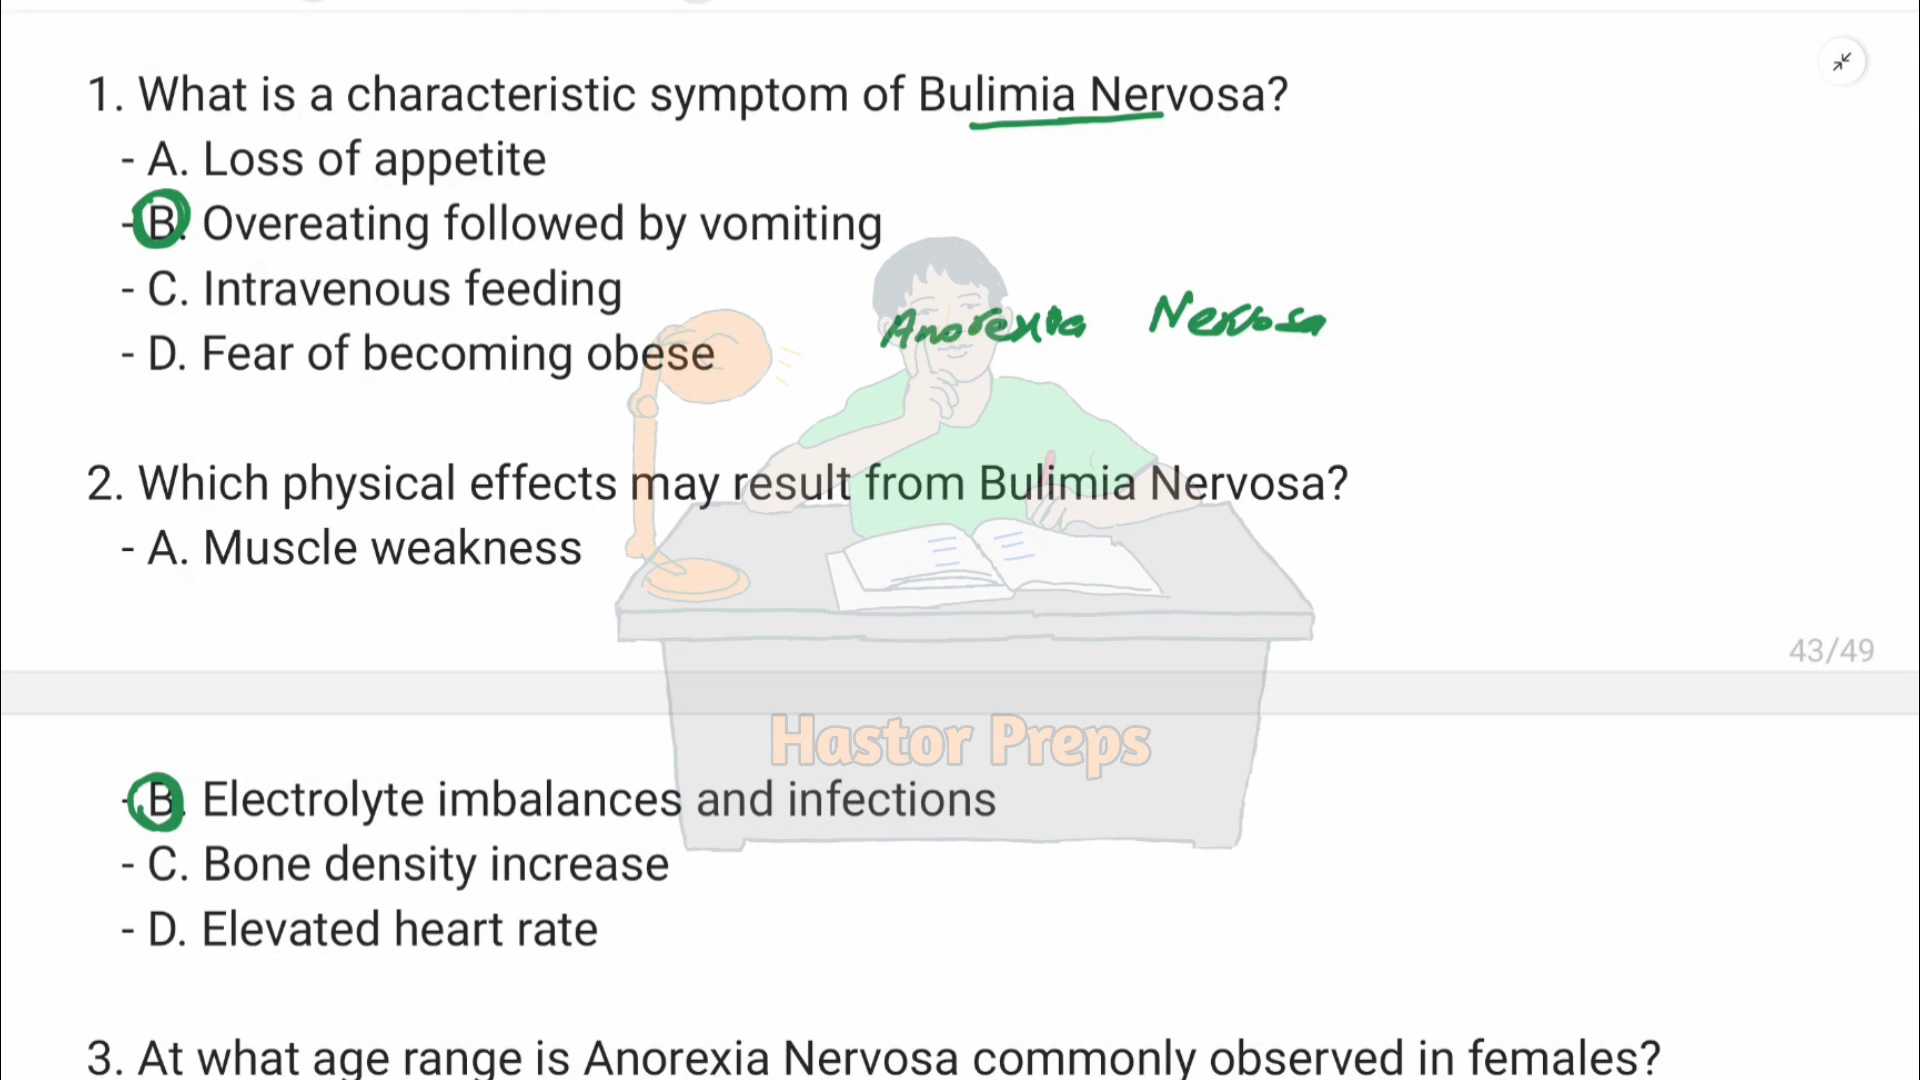 1. What is a characteristic symptom of Bulimia Nervosa?
- A. Loss of appetite
- B. Overeating followed by vomiting
- C. Intravenous feeding
Anorexia Nervosa
- D. Fear of becoming obese
2. Which physical effects may result from Bulimia Nervosa?
- A. Muscle weakness
43/49
Hastor Preps
- B. Electrolyte imbalances and infections
- C. Bone density increase
- D. Elevated heart rate
3. At what age range is Anorexia Nervosa commonly observed in females?